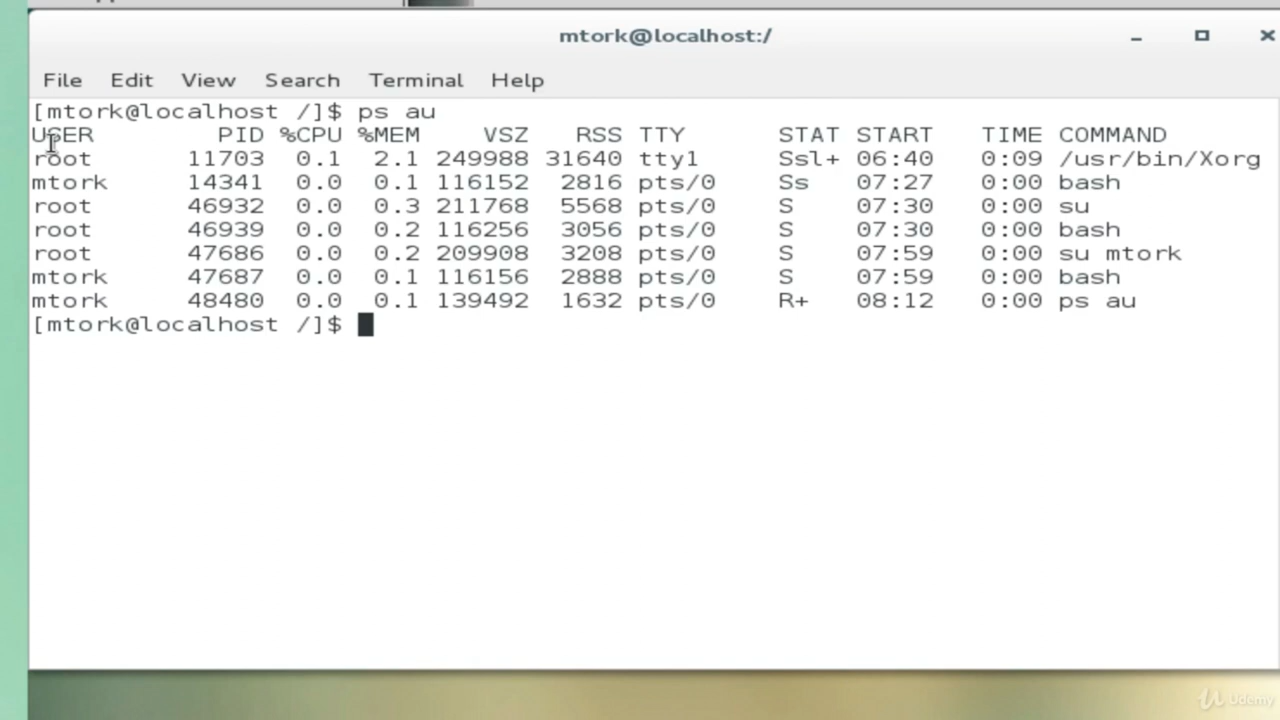 mtork@localhost:/
File Edit View Search Terminal Help
[mtork@localhost /]$ ps au
USER PID %CPU %MEM VSZ RSS TTY STAT START TIME COMMAND
root 11703 0.1 2.1 249988 31640 tty1 Ssl+ 06:40 0:09 /usr/bin/Xorg
mtork 14341 0.0 0.1 116152 2816 pts/0 Ss 07:27 0:00 bash
root 46932 0.0 0.3 211768 5568 pts/0 S 07:30 0:00 su
root 46939 0.0 0.2 116256 3056 pts/0 S 07:30 0:00 bash
root 47686 0.0 0.2 209908 3208 pts/0 S 07:59 0:00 su mtork
mtork 47687 0.0 0.1 116156 2888 pts/0 S 07:59 0:00 bash
mtork 48480 0.0 0.1 139492 1632 pts/0 R+ 08:12 0:00 ps au
[mtork@localhost /]$
Udemy